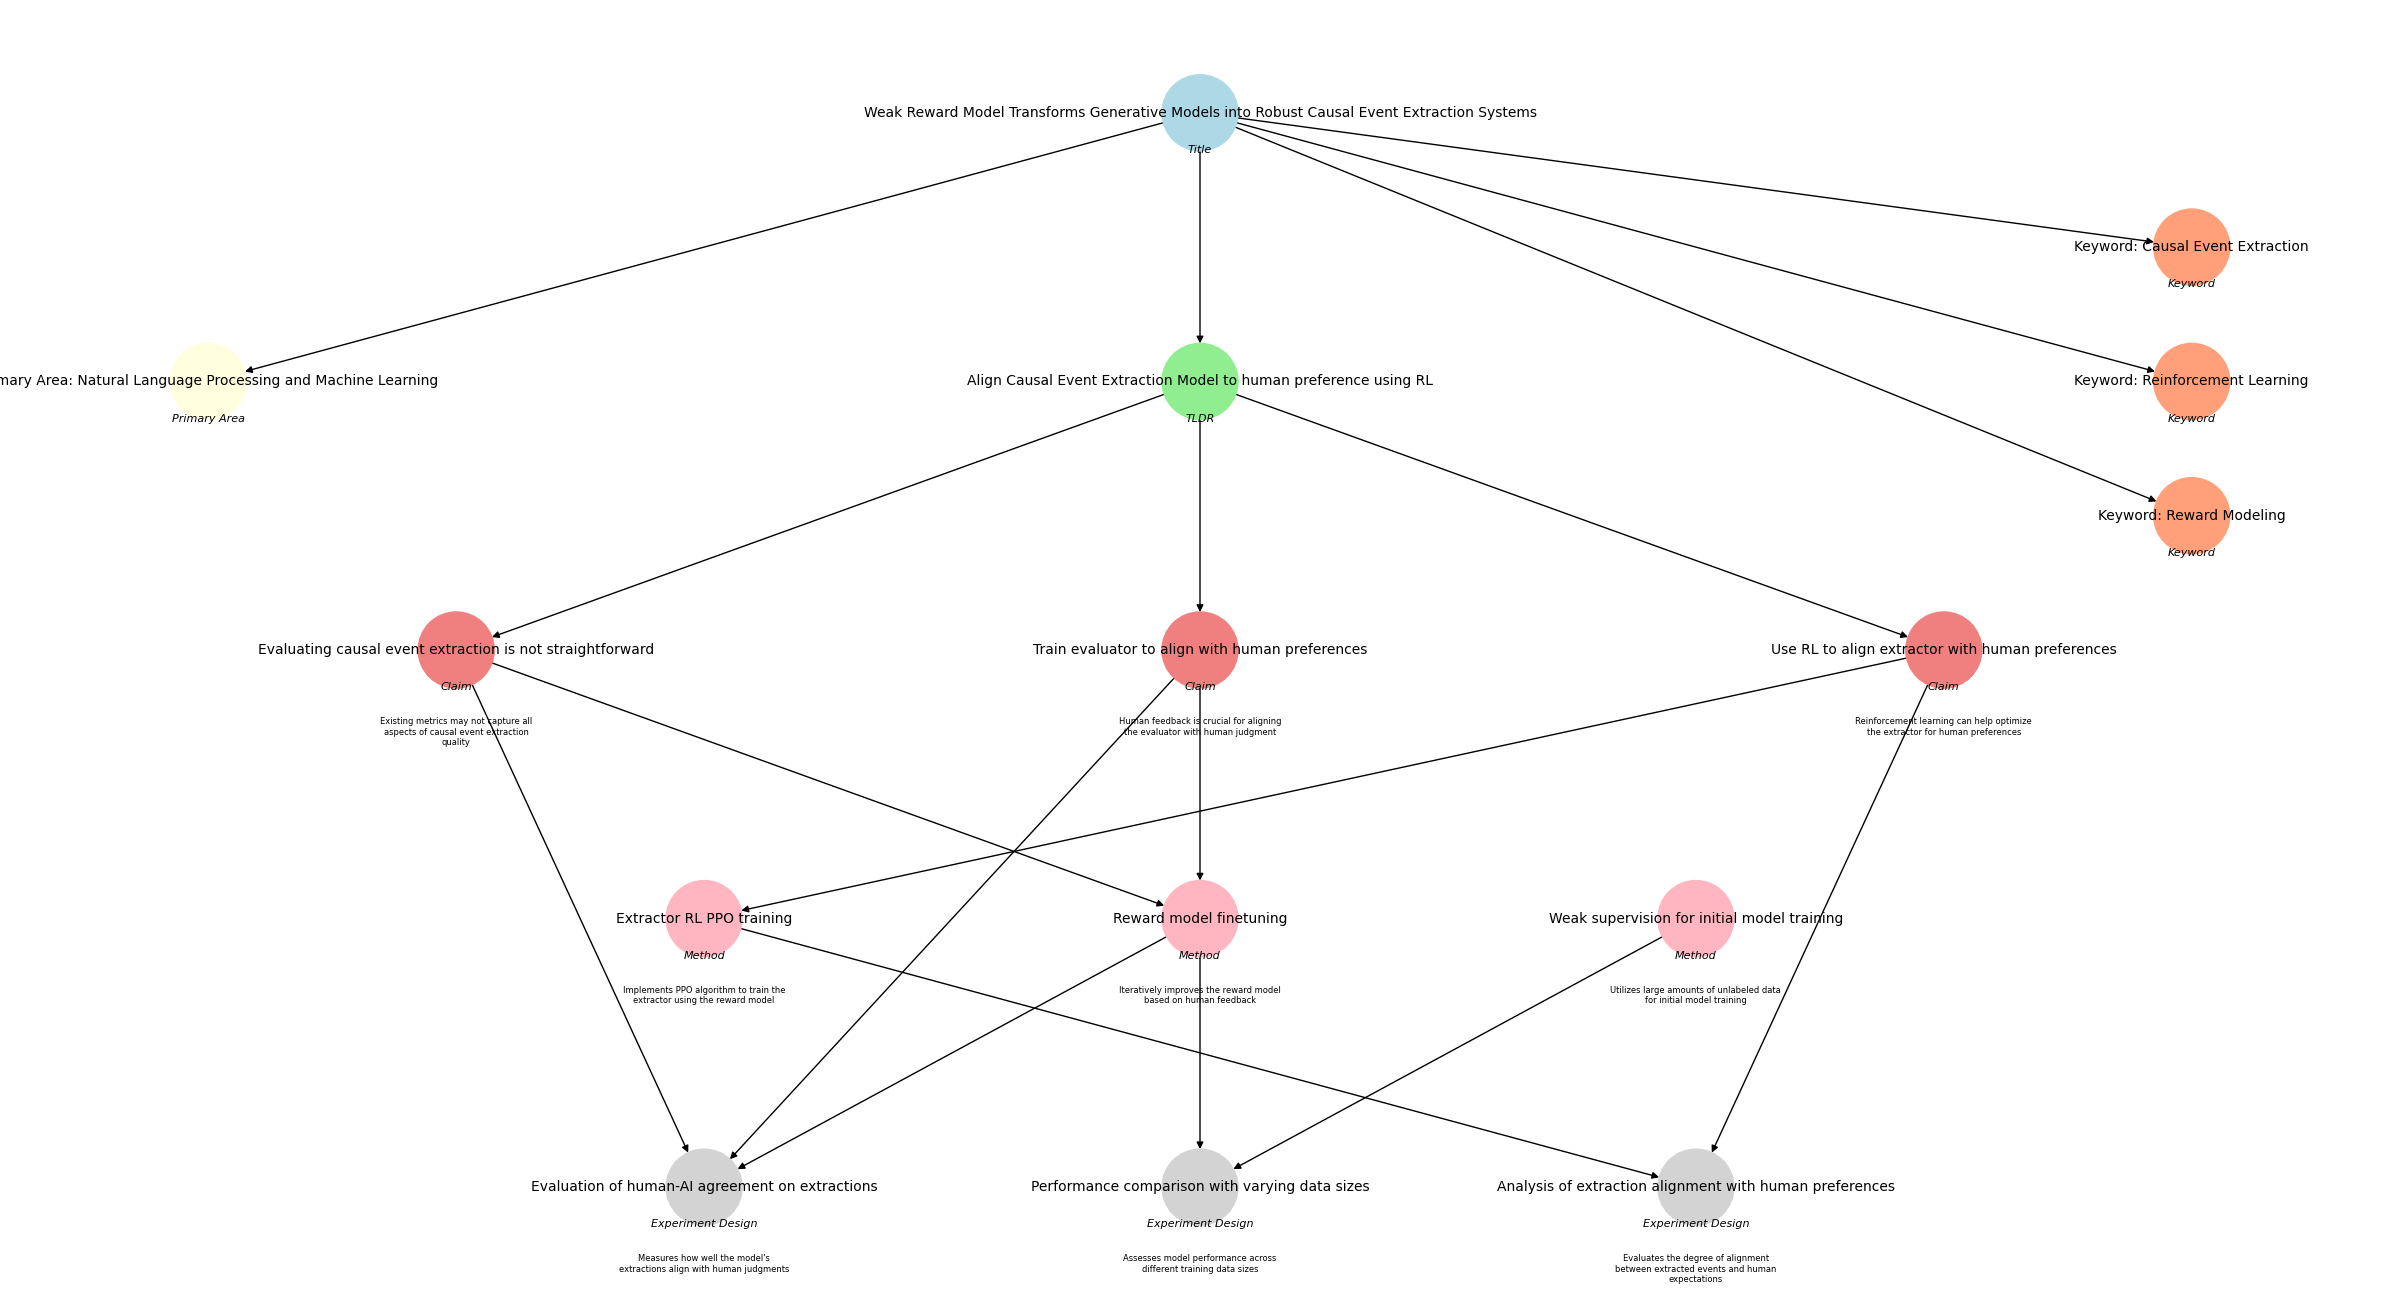 Weak Reward Model Transforms Generative Models into Robust Causal Event Extraction Systems
Title
Keyword: Causal Event Extraction
Keyword
mary Area: Natural Language Processing and Machine Learning
Primary Area
Align Causal Event Extraction Model to human preference using RL
TLDR
Keyword: Reinforcement Learning
Keyword
Keyword: Reward Modeling
Keyword
Evaluating causal event extraction is not straightforward
Claim
Existing metrics may not capture all
aspects of causal event extraction
quality
Train evaluator to align with human preferences
Claim
Human feedback is crucial for aligning
the evaluator with human judgment
Use RL to align extractor with human preferences
Claim
Reinforcement learning can help optimize
the extractor for human preferences
Extractor RL PPO training
Method
Implements PPO algorithm to train the
extractor using the reward model
Reward model finetuning
Method
Iteratively improves the reward model
based on human feedback
Weak supervision for initial model training
Method
Utilizes large amounts of unlabeled data
for initial model training
Evaluation of human-AI agreement on extractions
Experiment Design
Measures how well the model's
extractions align with human judgments
Performance comparison with varying data sizes
Experiment Design
Assesses model performance across
different training data sizes
Analysis of extraction alignment with human preferences
Experiment Design
Evaluates the degree of alignment
between extracted events and human
expectations